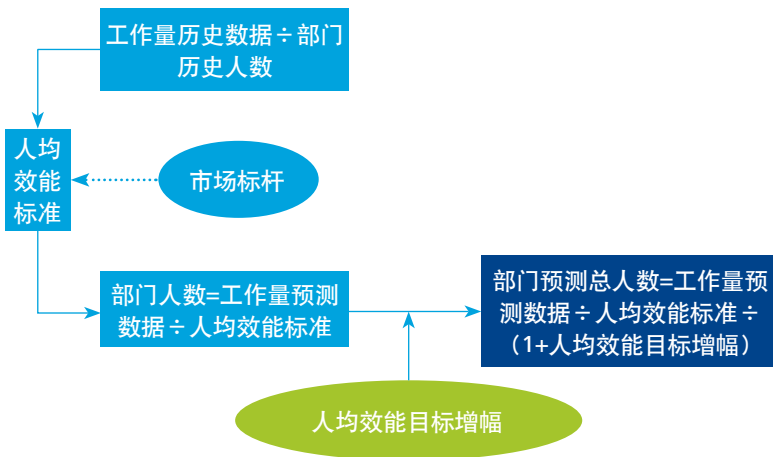 工作量历史数据÷部门
历史人数
人均
效能
标准
市场标杆
部门人数=工作量预测
数据÷人均效能标准
部门预测总人数=工作量预
测数据÷人均效能标准÷
（1+人均效能目标增幅）
人均效能目标增幅